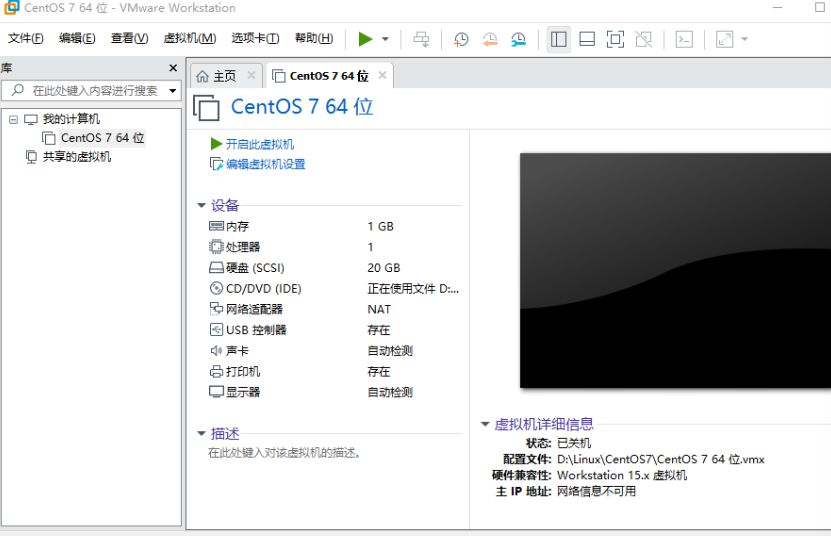 CentOS 7 64 位 - VMware Workstation
文件(F) 编辑(E) 查看(V) 虚拟机(M) 选项卡(T) 帮助(H)
库
在此处键入内容进行搜索
我的计算机
CentOS 7 64 位
共享的虚拟机
主页 CentOS 7 64 位
CentOS 7 64 位
开启此虚拟机
编辑虚拟机设置
设备
内存 1 GB
处理器 1
硬盘 (SCSI) 20 GB
CD/DVD (IDE) 正在使用文件 D:...
网络适配器 NAT
USB 控制器 存在
声卡 自动检测
打印机 存在
显示器 自动检测
描述
在此处键入对该虚拟机的描述。
虚拟机详细信息
状态: 已关机
配置文件: D:\Linux\CentOS7\CentOS 7 64 位.vmx
硬件兼容性: Workstation 15.x 虚拟机
主 IP 地址: 网络信息不可用